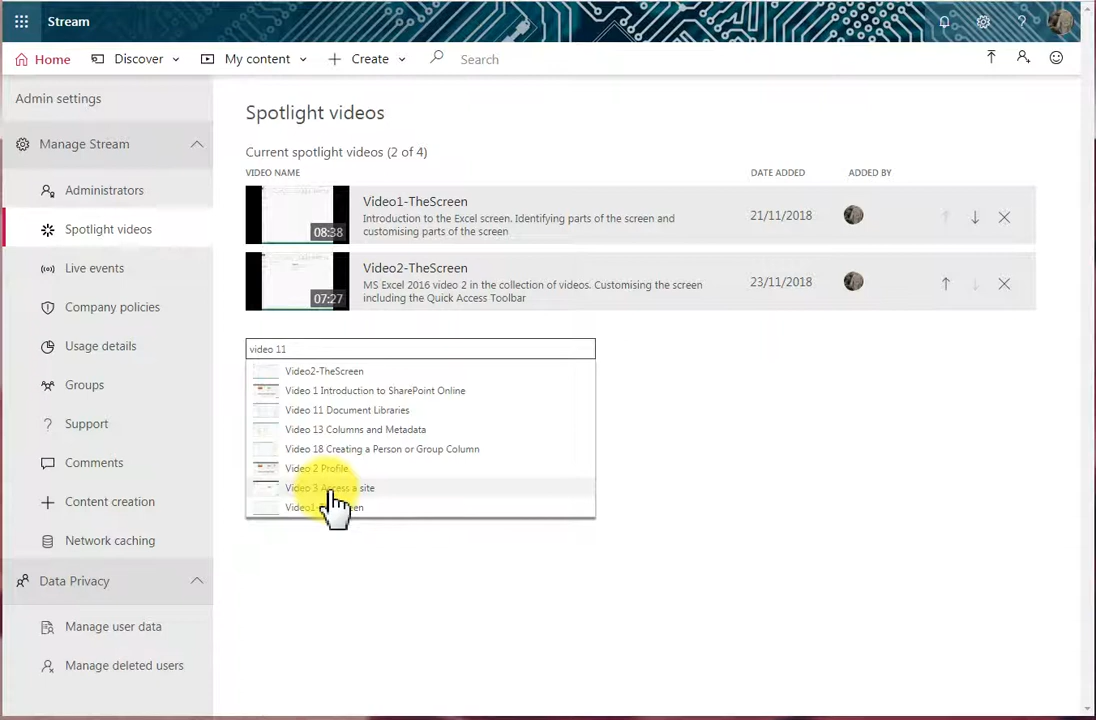 Stream
Home
Discover
My content
Create
Search
Admin settings
Manage Stream
Administrators
Spotlight videos
Live events
Company policies
Usage details
Groups
Support
Comments
Content creation
Network caching
Data Privacy
Manage user data
Manage deleted users
Spotlight videos
Current spotlight videos (2 of 4)
VIDEO NAME DATE ADDED ADDED BY
08:38
Video1-TheScreen
Introduction to the Excel screen. Identifying parts of the screen and
customising parts of the screen
21/11/2018
07:27
Video2-TheScreen
MS Excel 2016 video 2 in the collection of videos. Customising the screen
including the Quick Access Toolbar
23/11/2018
video 11
Video2-TheScreen
Video 1 Introduction to SharePoint Online
Video 11 Document Libraries
Video 13 Columns and Metadata
Video 18 Creating a Person or Group Column
Video 2 Profile
Video 3 Access a site